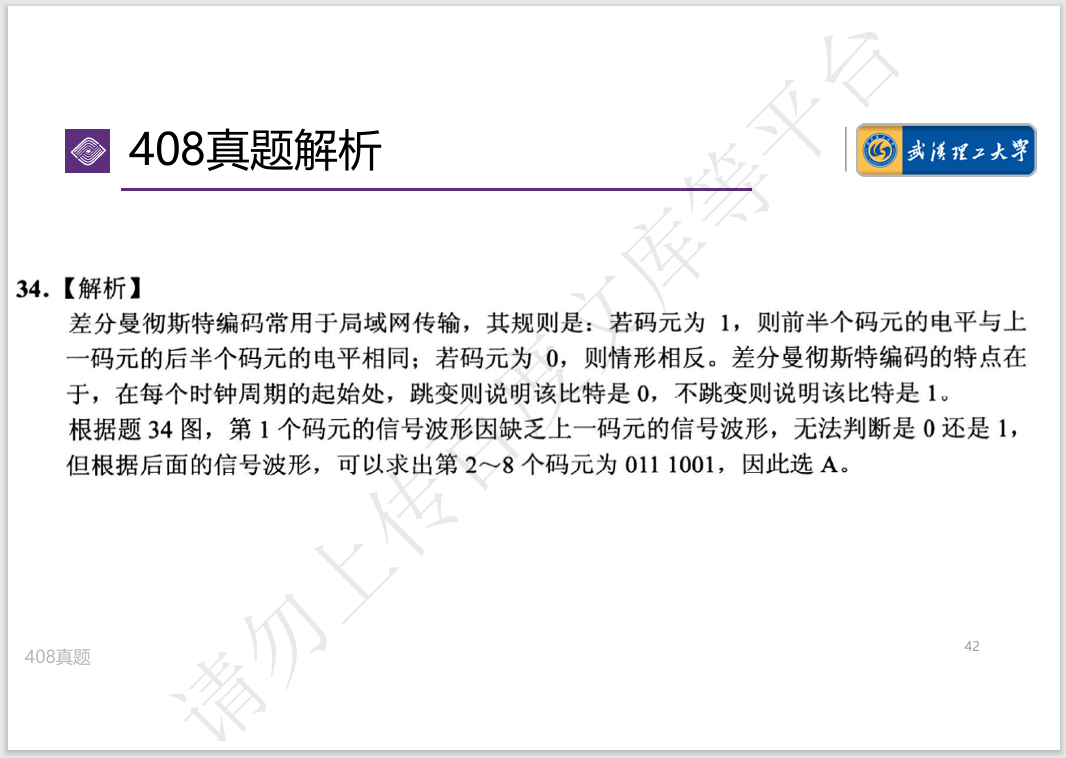 408真题解析
武汉理工大学
34.【解析】
差分曼彻斯特编码常用于局域网传输，其规则是：若码元为 1，则前半个码元的电平与上
一码元的后半个码元的电平相同；若码元为 0，则情形相反。差分曼彻斯特编码的特点在
于，在每个时钟周期的起始处，跳变则说明该比特是 0，不跳变则说明该比特是 1。
根据题 34 图，第 1 个码元的信号波形因缺乏上一码元的信号波形，无法判断是 0 还是 1，
但根据后面的信号波形，可以求出第 2～8 个码元为 011 1001，因此选 A。
请勿上传百度文库等平台
408真题
42